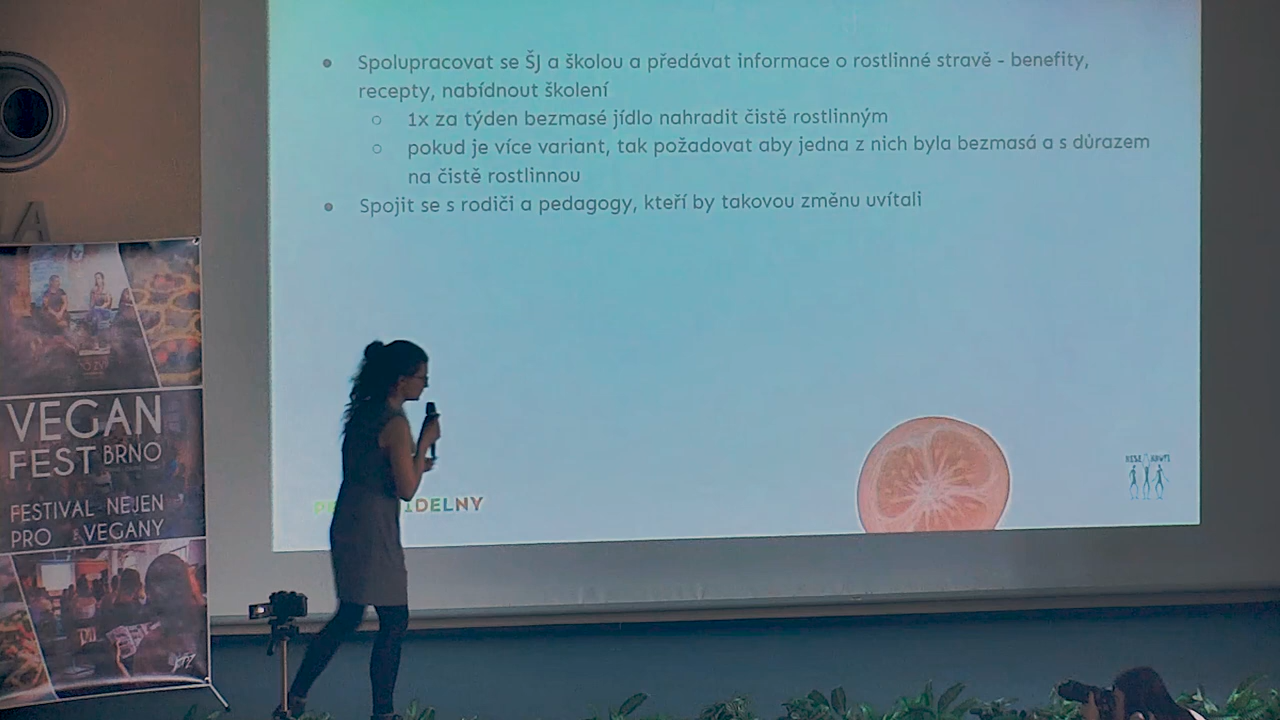 Spolupracovat se ŠJ a školou a předávat informace o rostlinné stravě - benefity,
recepty, nabídnout školení
1x za týden bezmasé jídlo nahradit čistě rostlinným
pokud je více variant, tak požadovat aby jedna z nich byla bezmasá a s důrazem
na čistě rostlinnou
Spojit se s rodiči a pedagogy, kteří by takovou změnu uvítali
IDELNY
A
VEGAN
FEST BRNO
FESTIVAL NEJEN
PRO VEGANY